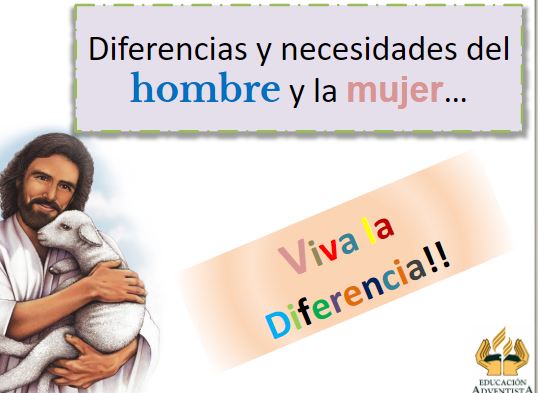 Diferencias y necesidades del
hombre y la mujer...
Viva la
Diferencia!!
EDUCACIÓN
ADVENTISTA